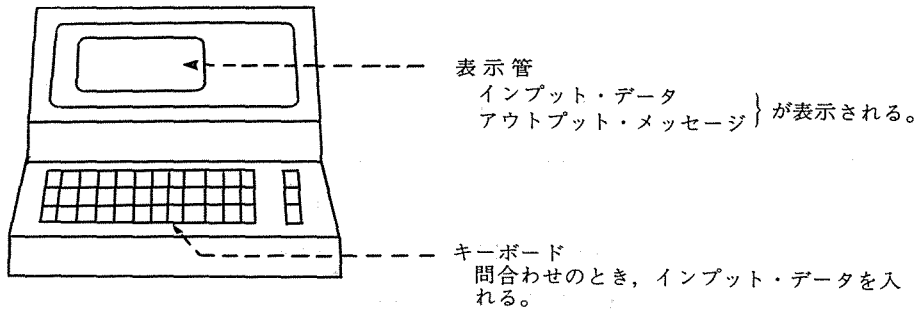 表示管
インプット・データ
アウトプット・メッセージ } が表示される。
キーボード
問合わせのとき，インプット・データを入
れる。